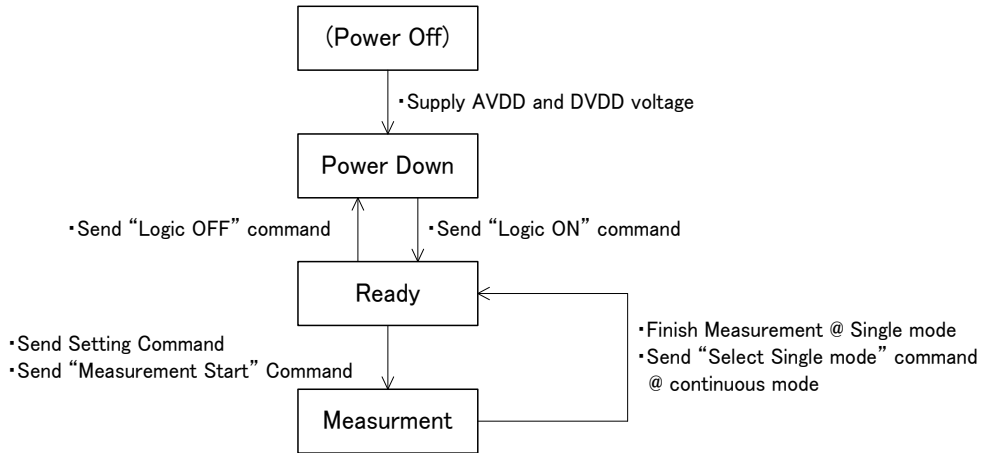 (Power Off)
・Supply AVDD and DVDD voltage
Power Down
・Send “Logic OFF” command
・Send “Logic ON” command
Ready
・Send Setting Command
・Send “Measurement Start” Command
・Finish Measurement @ Single mode
・Send “Select Single mode” command
@ continuous mode
Measurment